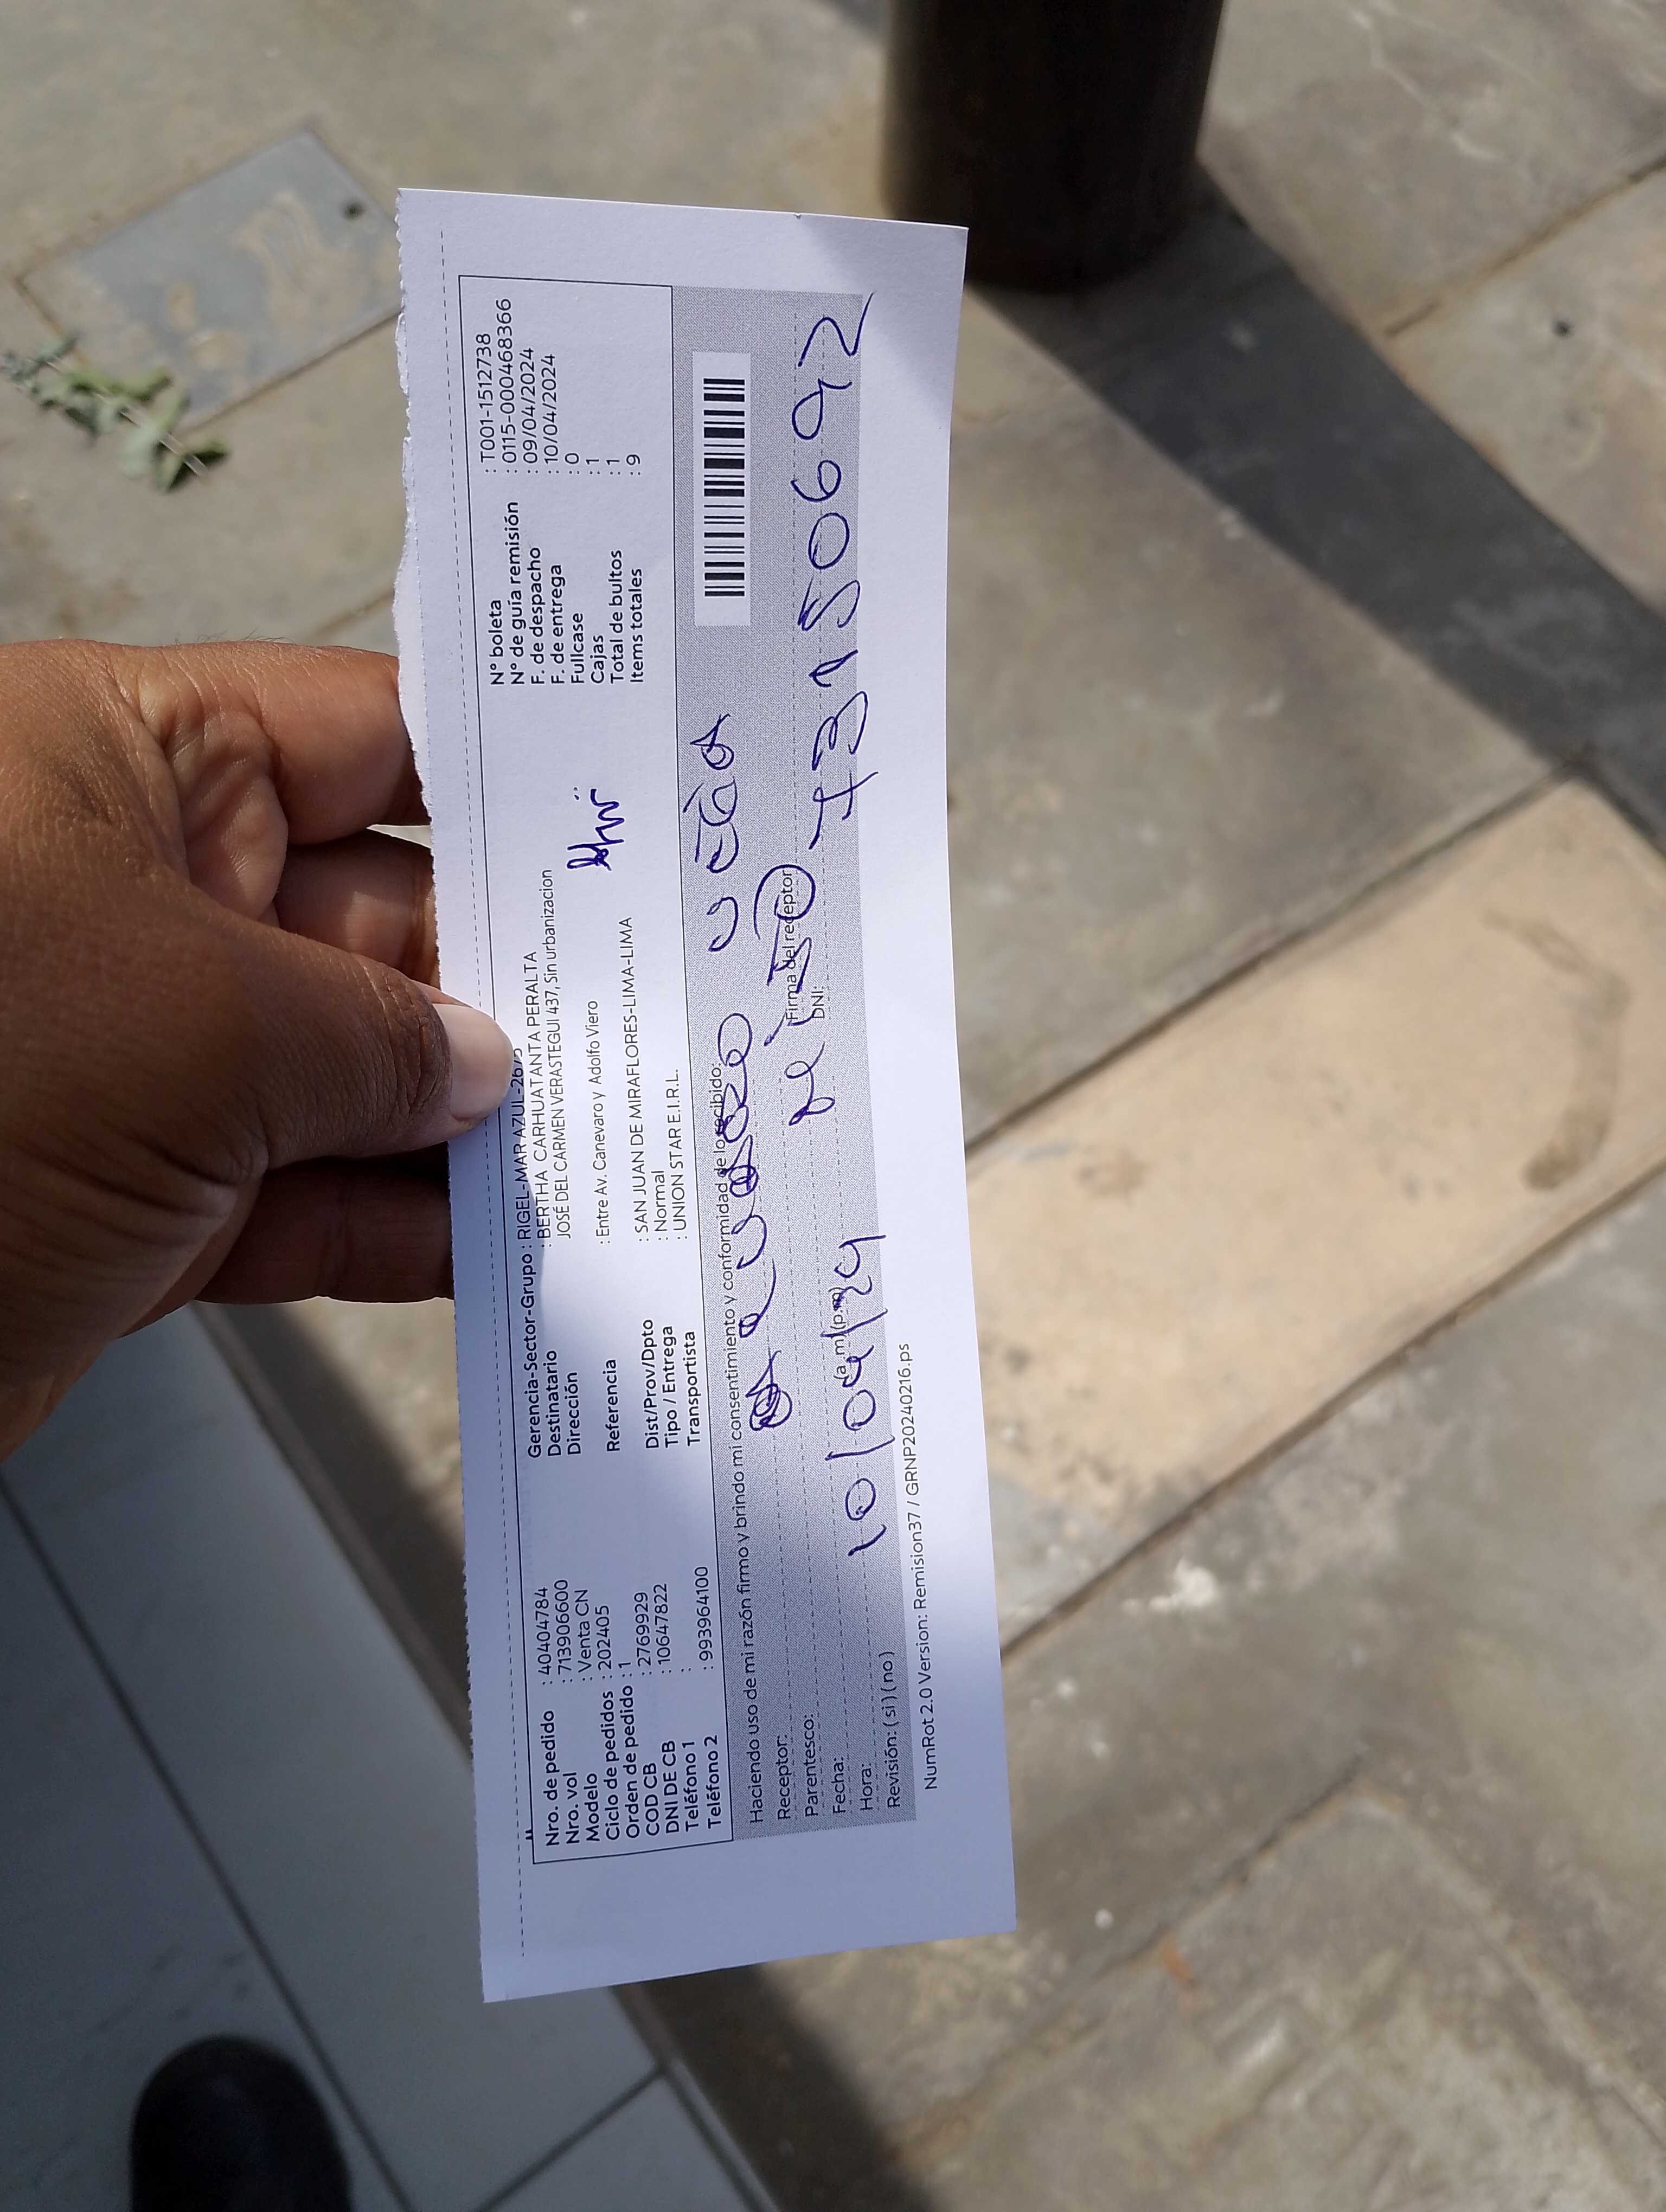 Nro. de pedido : 40404784
Nro. vol : 713906600
Modelo : Venta CN
Ciclo de pedidos : 202405
Orden de pedido : 1
COD CB : 2769929
DNI DE CB : 10647822
Teléfono 1 :
Teléfono 2 : 993964100
Gerencia-Sector-Grupo : RIGEL-MAR AZUL-2675
Destinatario : BERTHA CARHUATANTA PERALTA
Dirección JOSÉ DEL CARMEN VERASTEGUI 437, Sin urbanizacion
Referencia : Entre Av. Canevaro y Adolfo Viero
Dist/Prov/Dpto : SAN JUAN DE MIRAFLORES-LIMA-LIMA
Tipo / Entrega : Normal
Transportista : UNION STAR E.I.R.L.
N° boleta : T001-1512738
N° de guía remisión : 0115-0004468366
F. de despacho : 09/04/2024
F. de entrega : 10/04/2024
Fullcase : 0
Cajas : 1
Total de bultos : 1
Items totales : 9
Haciendo uso de mi razón firmo y brindo mi consentimiento y conformidad de lo recibido:
Receptor:
Parentesco:
Fecha: 10/04/24
Hora: (a.m) (p.m)
Revisión: ( si ) ( no )
Firma del receptor
DNI: 73150692
NumRot 2.0 Version: Remision37 / GRNP20240216.ps